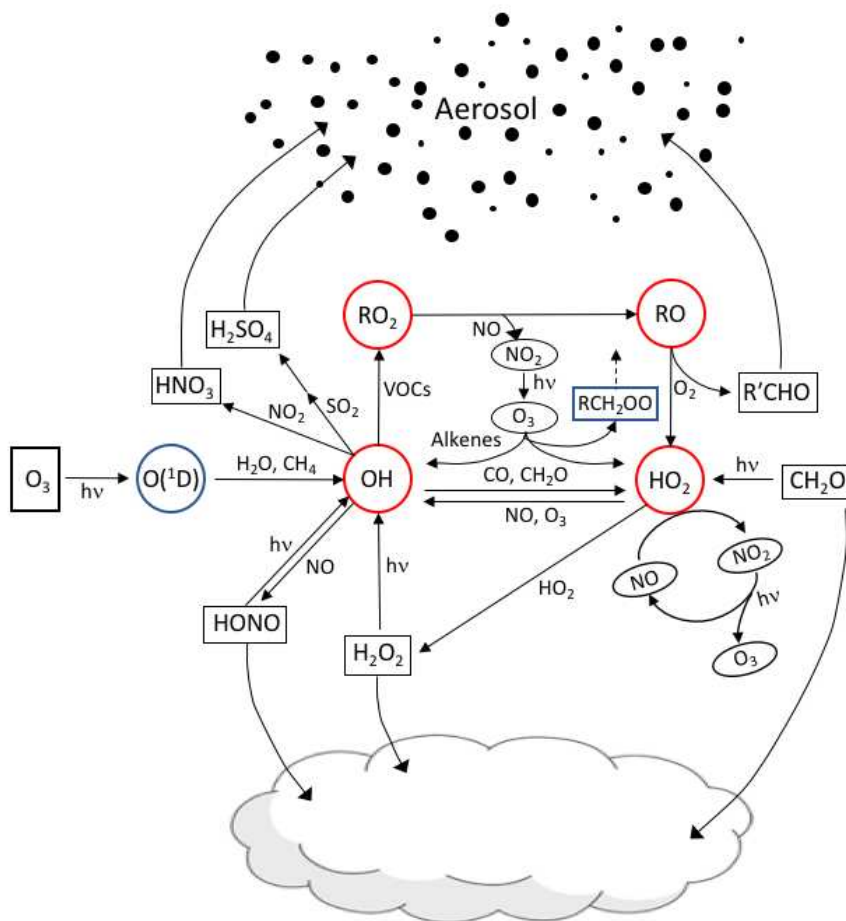 Aerosol
RO₂
RO
NO
H₂SO₄
NO₂
hν
HNO₃
VOCs
RCH₂OO
O₂
R’CHO
SO₂
NO₂
O₃
Alkenes
O₃
hν
O(¹D)
H₂O, CH₄
OH
CO, CH₂O
HO₂
hν
CH₂O
NO, O₃
hν
NO
hν
NO
NO₂
HO₂
hν
HONO
H₂O₂
O₃